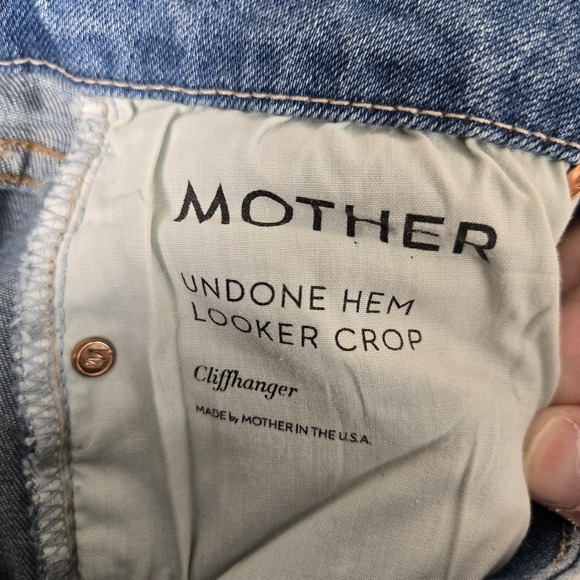 MOTHER
UNDONE HEM
LOOKER CROP
Cliffhanger
MADE by MOTHER IN THE U.S.A.
M